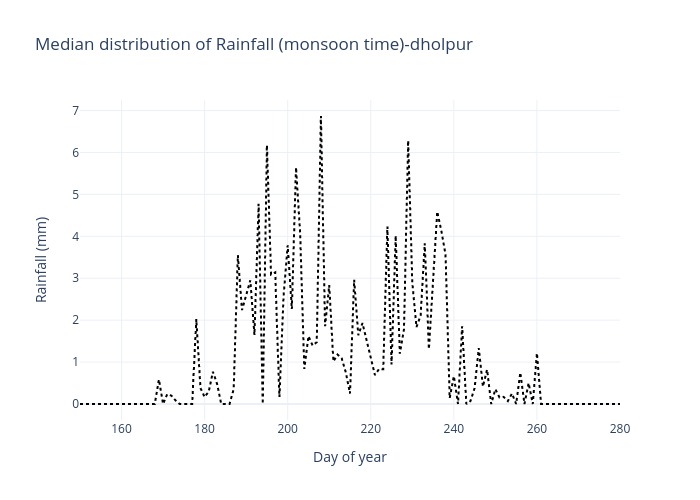 Median distribution of Rainfall (monsoon time)-dholpur
7
6
5
4
3
2
1
0
Rainfall (mm)
160 180 200 220 240 260 280
Day of year